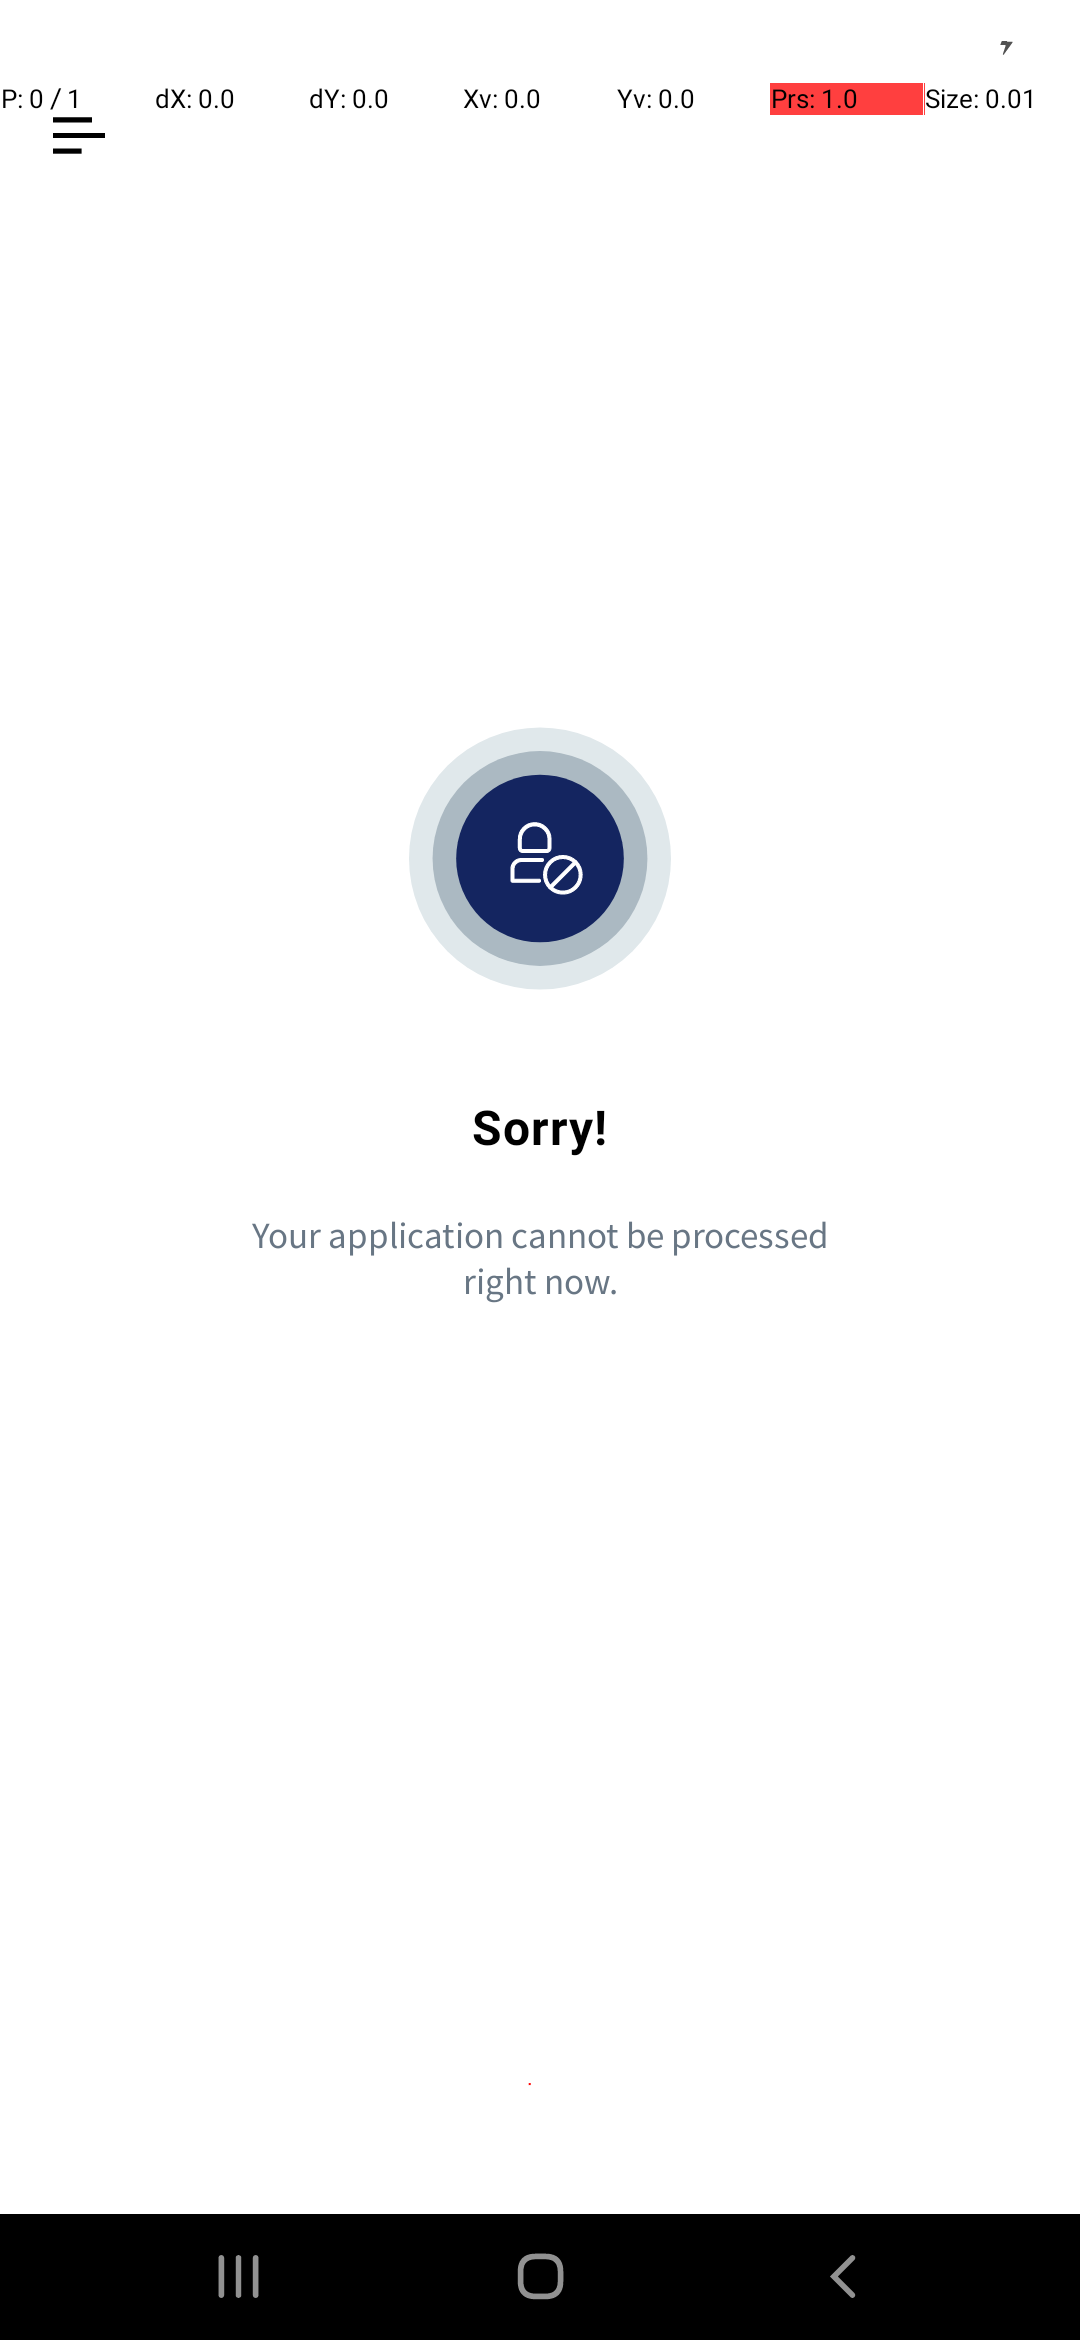 P: 0 / 1 dX: 0.0 dY: 0.0 Xv: 0.0 Yv: 0.0 Prs: 1.0 Size: 0.01
Sorry!
Your application cannot be processed
right now.